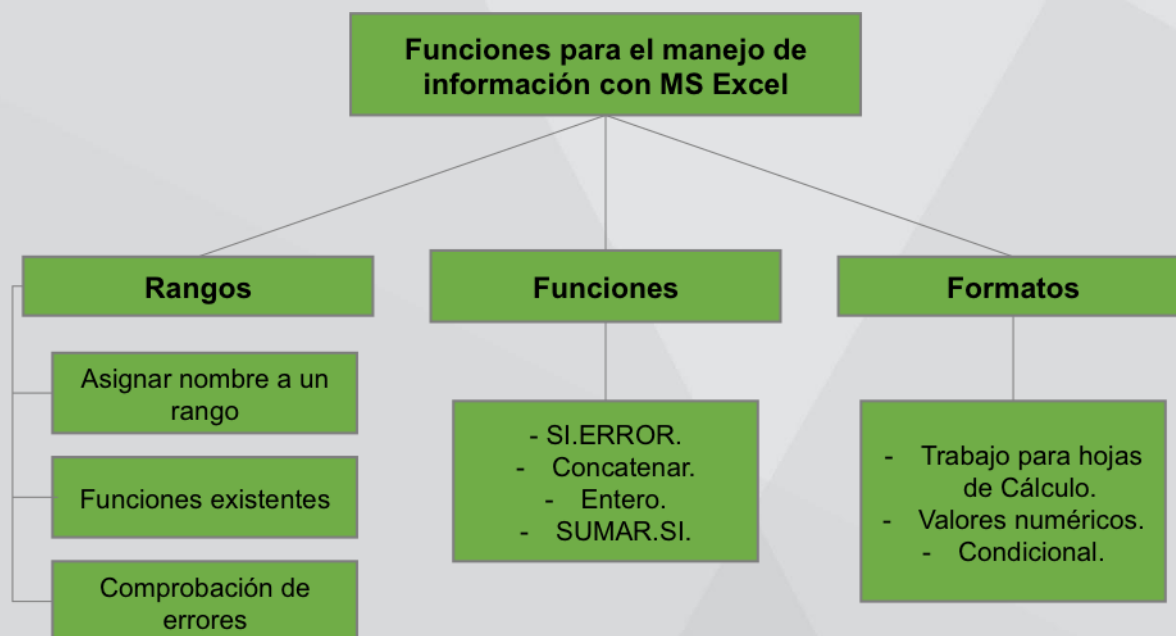 Funciones para el manejo de
información con MS Excel
Rangos
Asignar nombre a un
rango
Funciones existentes
Comprobación de
errores
Funciones
- SI.ERROR.
- Concatenar.
- Entero.
- SUMAR.SI.
Formatos
- Trabajo para hojas
de Cálculo.
- Valores numéricos.
- Condicional.